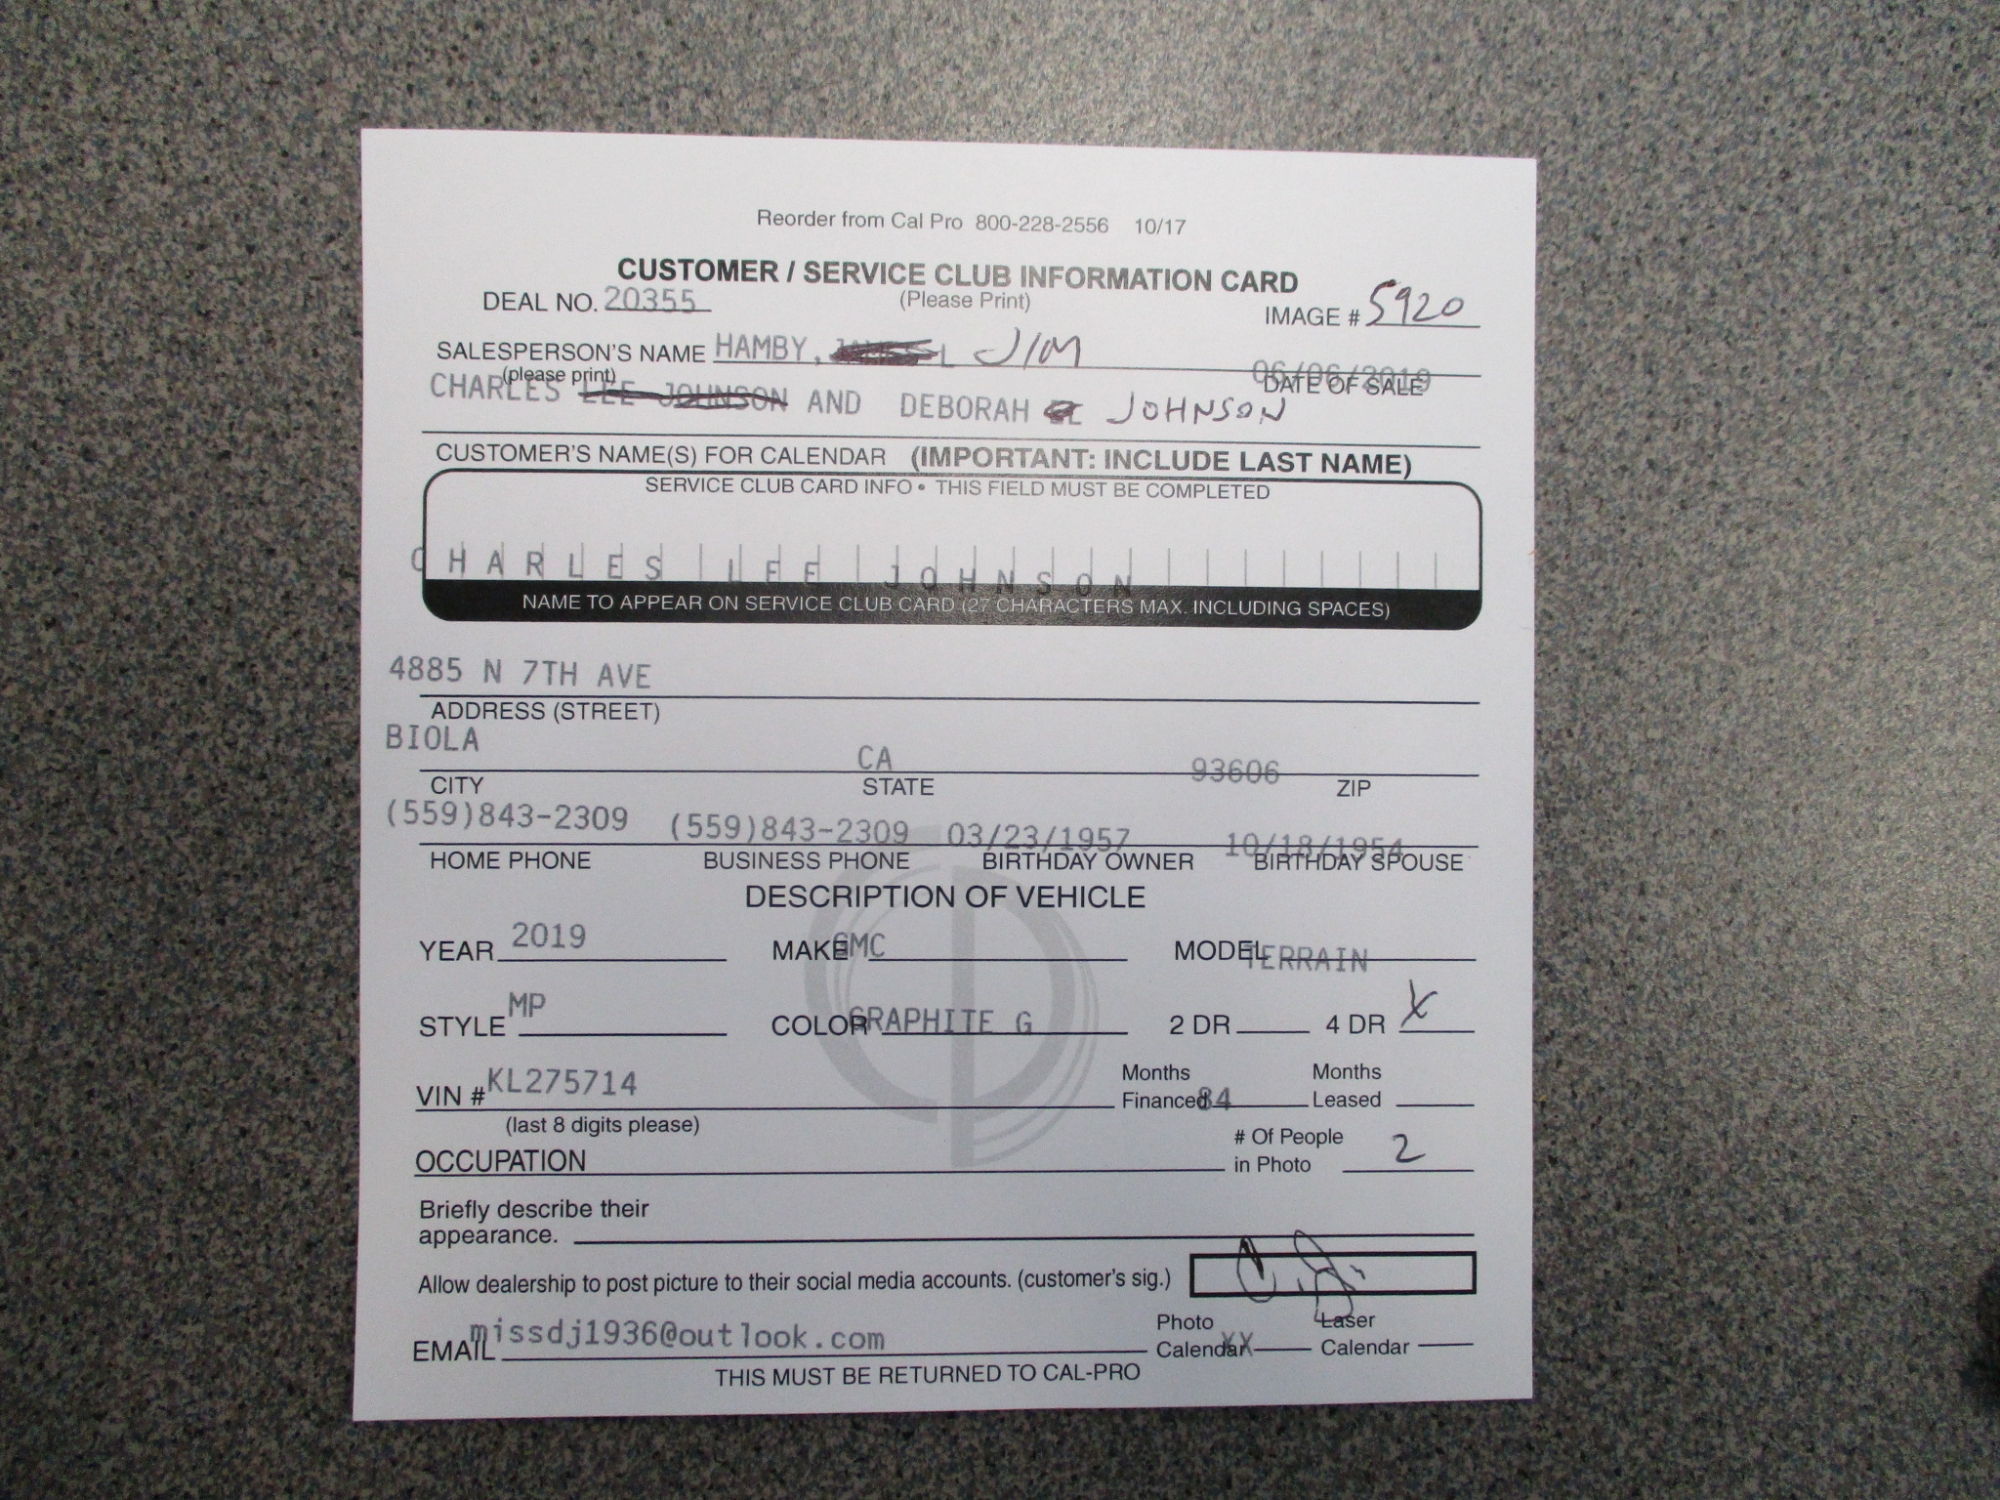 Reorder from Cal Pro 800-228-2556 10/17
CUSTOMER / SERVICE CLUB INFORMATION CARD
DEAL NO. 20355 (Please Print) IMAGE # 5920
SALESPERSON'S NAME HAMBY, L JIM
(please print) 06/06/2019
DATE OF SALE
CHARLES LEE JOHNSON AND DEBORAH JOHNSON
CUSTOMER'S NAME(S) FOR CALENDAR (IMPORTANT: INCLUDE LAST NAME)
SERVICE CLUB CARD INFO • THIS FIELD MUST BE COMPLETED
CHARLES LEE JOHNSON
NAME TO APPEAR ON SERVICE CLUB CARD (27 CHARACTERS MAX. INCLUDING SPACES)
4885 N 7TH AVE
ADDRESS (STREET)
BIOLA CA 93606
CITY STATE ZIP
(559)843-2309 (559)843-2309 03/23/1957 10/18/1954
HOME PHONE BUSINESS PHONE BIRTHDAY OWNER BIRTHDAY SPOUSE
DESCRIPTION OF VEHICLE
YEAR 2019 MAKE GMC MODEL TERRAIN
STYLE MP COLOR GRAPHITE G 2 DR 4 DR X
VIN # KL275714 Months Financed 84 Months Leased
(last 8 digits please)
OCCUPATION # Of People in Photo 2
Briefly describe their
appearance.
Allow dealership to post picture to their social media accounts. (customer's sig.)
EMAIL missdj1936@outlook.com Photo Calendar XX Laser Calendar
THIS MUST BE RETURNED TO CAL-PRO